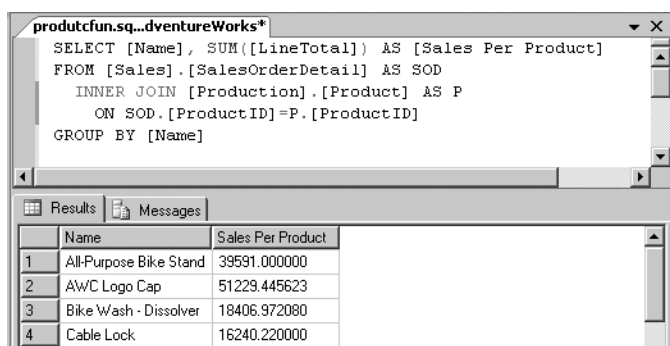 produtcfun.sq...dventureWorks*
SELECT [Name], SUM([LineTotal]) AS [Sales Per Product]
FROM [Sales].[SalesOrderDetail] AS SOD
INNER JOIN [Production].[Product] AS P
ON SOD.[ProductID]=P.[ProductID]
GROUP BY [Name]
Results Messages
Name Sales Per Product
1 All-Purpose Bike Stand 39591.000000
2 AWC Logo Cap 51229.445623
3 Bike Wash - Dissolver 18406.972080
4 Cable Lock 16240.220000